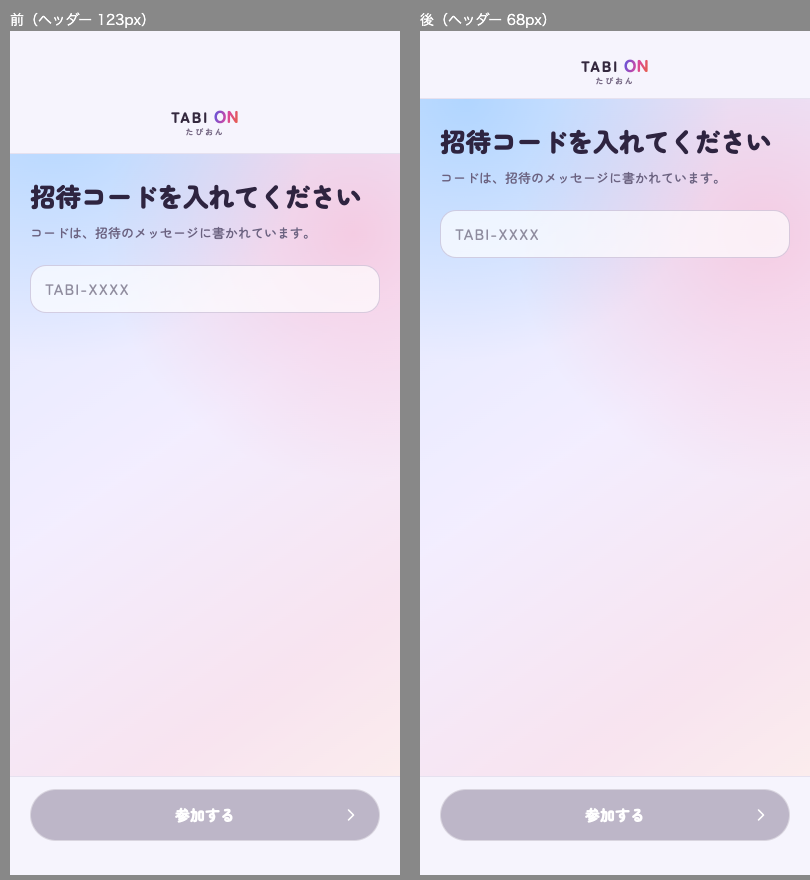 前（ヘッダー 123px）
TABI ON
たびおん
招待コードを入れてください
コードは、招待のメッセージに書かれています。
TABI-XXXX
参加する
後（ヘッダー 68px）
TABI ON
たびおん
招待コードを入れてください
コードは、招待のメッセージに書かれています。
TABI-XXXX
参加する